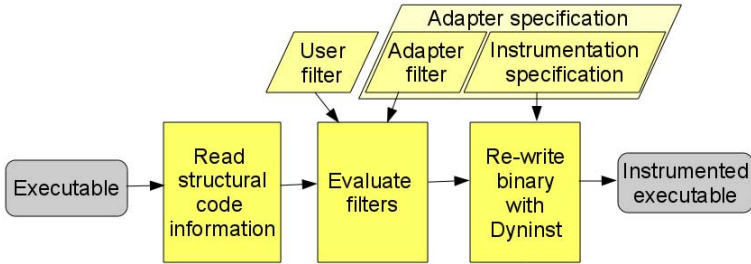 Adapter specification
User
filter
Adapter
filter
Instrumentation
specification
Executable
Read
structural
code
information
Evaluate
filters
Re-write
binary
with
Dyninst
Instrumented
executable